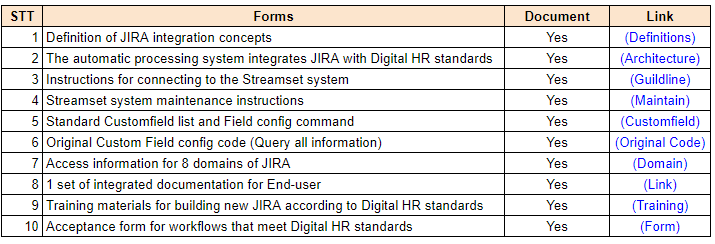 STT Forms Document Link
1 Definition of JIRA integration concepts Yes (Definitions)
2 The automatic processing system integrates JIRA with Digital HR standards Yes (Architecture)
3 Instructions for connecting to the Streamset system Yes (Guildline)
4 Streamset system maintenance instructions Yes (Maintain)
5 Standard Customfield list and Field config command Yes (Customfield)
6 Original Custom Field config code (Query all information) Yes (Original Code)
7 Access information for 8 domains of JIRA Yes (Domain)
8 1 set of integrated documentation for End-user Yes (Link)
9 Training materials for building new JIRA according to Digital HR standards Yes (Training)
10 Acceptance form for workflows that meet Digital HR standards Yes (Form)